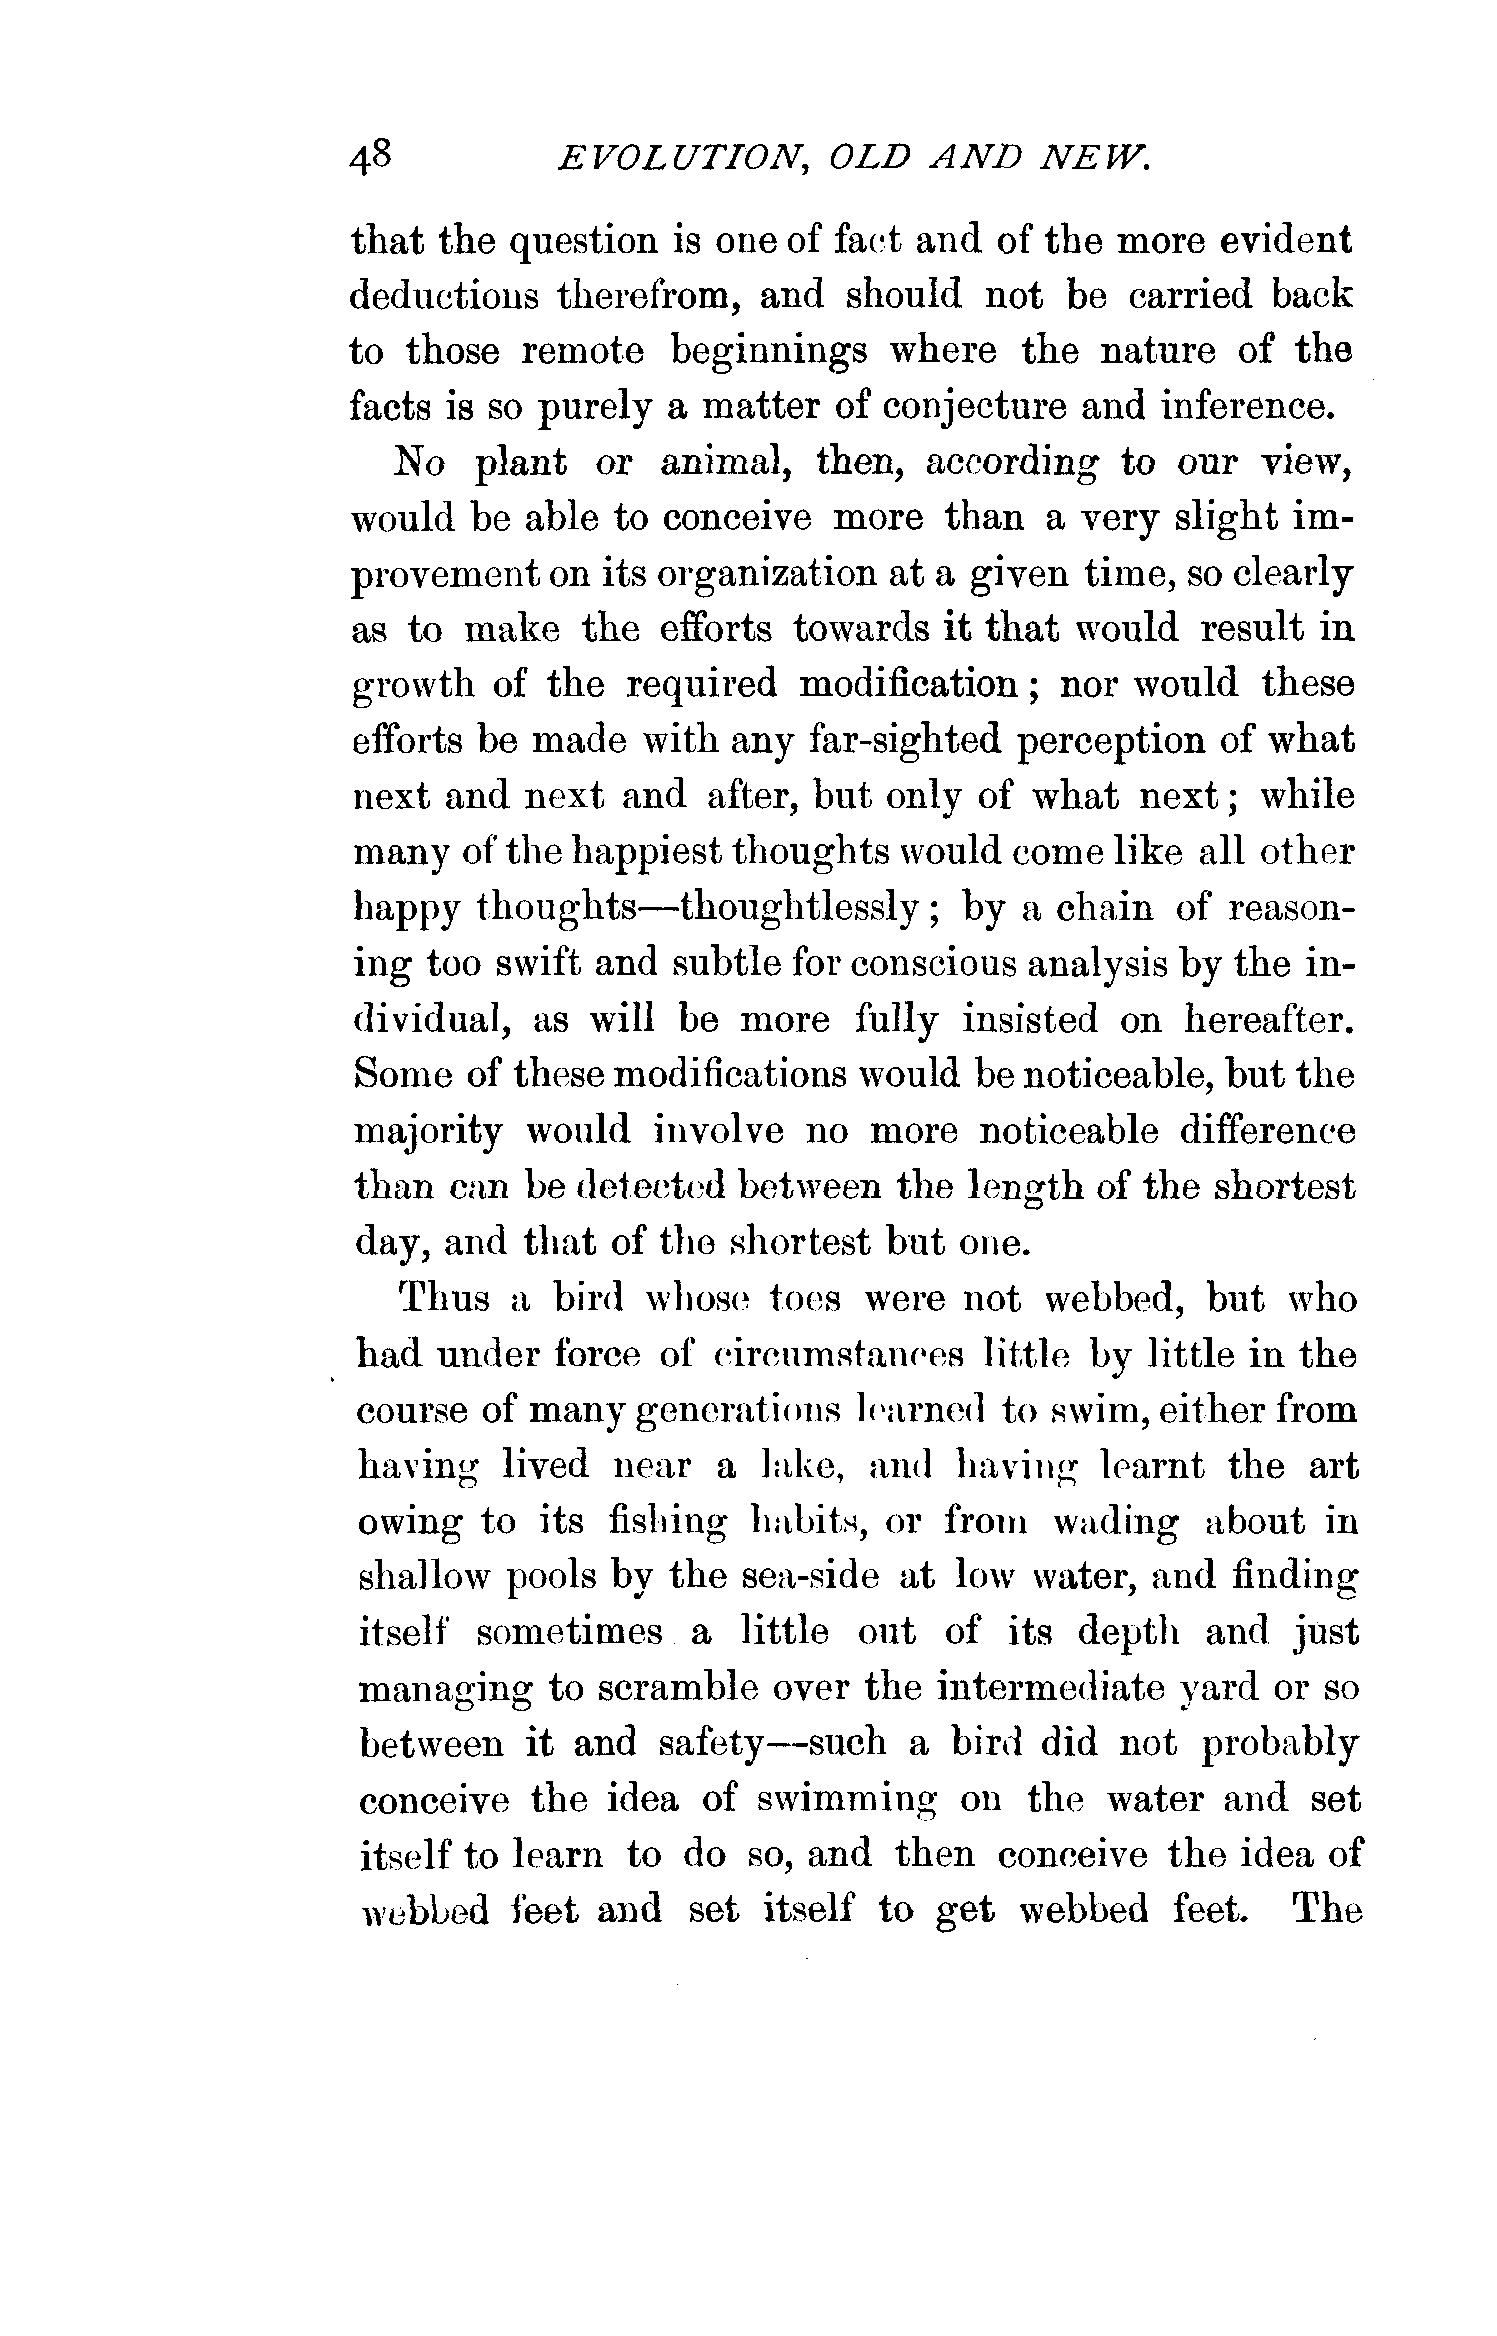 48 EVOLUTION, OLD AND NEW.
that the question is one of fact and of the more evident
deductions therefrom, and should not be carried back
to those remote beginnings where the nature of the
facts is so purely a matter of conjecture and inference.
No plant or animal, then, according to our view,
would be able to conceive more than a very slight im-
provement on its organization at a given time, so clearly
as to make the efforts towards it that would result in
growth of the required modification; nor would these
efforts be made with any far-sighted perception of what
next and next and after, but only of what next; while
many of the happiest thoughts would come like all other
happy thoughts—thoughtlessly; by a chain of reason-
ing too swift and subtle for conscious analysis by the in-
dividual, as will be more fully insisted on hereafter.
Some of these modifications would be noticeable, but the
majority would involve no more noticeable difference
than can be detected between the length of the shortest
day, and that of the shortest but one.
Thus a bird whose toes were not webbed, but who
had under force of circumstances little by little in the
course of many generations learned to swim, either from
having lived near a lake, and having learnt the art
owing to its fishing habits, or from wading about in
shallow pools by the sea-side at low water, and finding
itself sometimes a little out of its depth and just
managing to scramble over the intermediate yard or so
between it and safety—such a bird did not probably
conceive the idea of swimming on the water and set
itself to learn to do so, and then conceive the idea of
webbed feet and set itself to get webbed feet. The